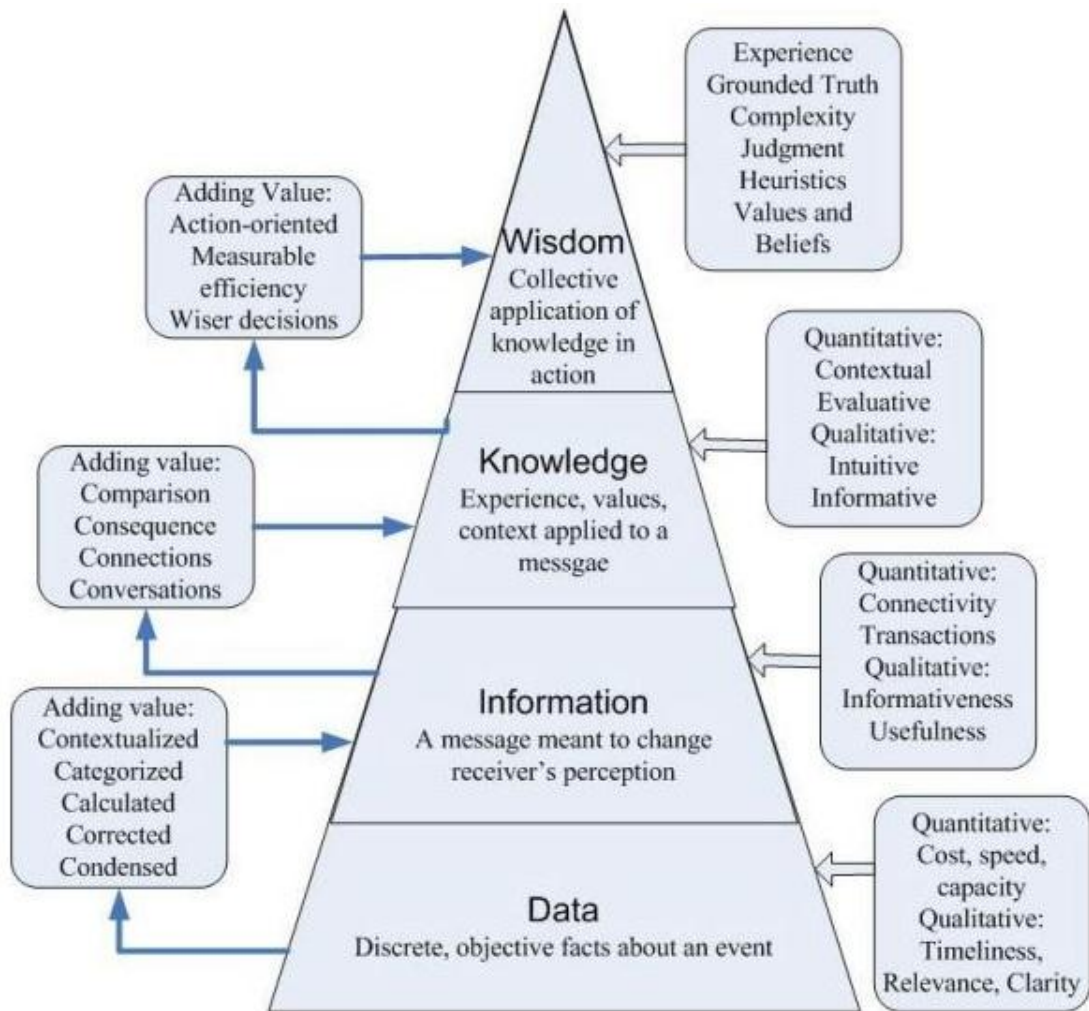 Experience
Grounded Truth
Complexity
Judgment
Heuristics
Values and
Beliefs
Adding Value:
Action-oriented
Measurable
efficiency
Wiser decisions
Wisdom
Collective
application of
knowledge in
action
Quantitative:
Contextual
Evaluative
Qualitative:
Intuitive
Informative
Adding value:
Comparison
Consequence
Connections
Conversations
Knowledge
Experience, values,
context applied to a
messgae
Quantitative:
Connectivity
Transactions
Qualitative:
Informativeness
Usefulness
Adding value:
Contextualized
Categorized
Calculated
Corrected
Condensed
Information
A message meant to change
receiver's perception
Quantitative:
Cost, speed,
capacity
Qualitative:
Timeliness,
Relevance, Clarity
Data
Discrete, objective facts about an event